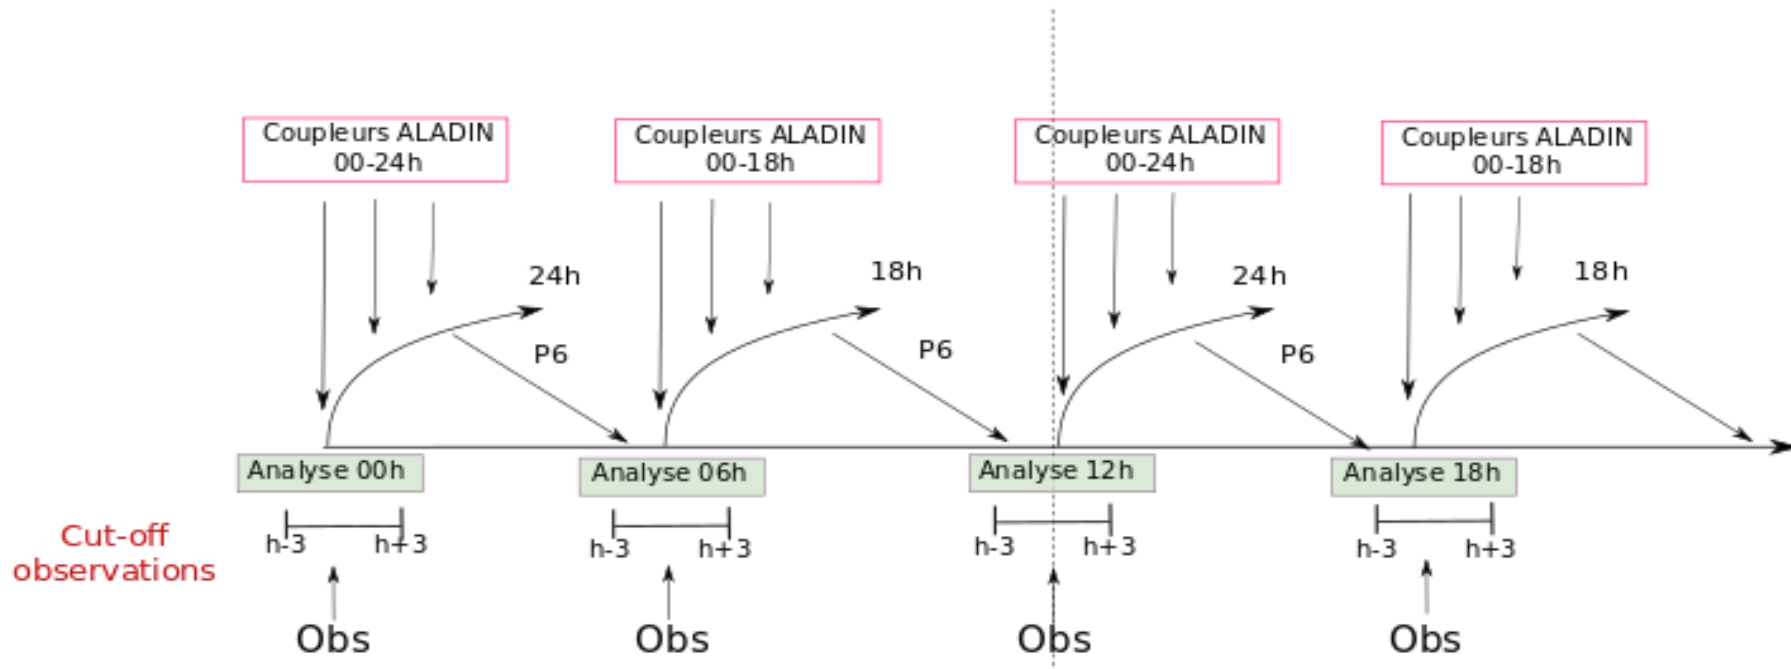 Coupleurs ALADIN
00-24h
Coupleurs ALADIN
00-18h
Coupleurs ALADIN
00-24h
Coupleurs ALADIN
00-18h
24h
18h
24h
18h
P6
P6
P6
Analyse 00h
Analyse 06h
Analyse 12h
Analyse 18h
Cut-off
observations
h-3
h+3
h-3
h+3
h-3
h+3
h-3
h+3
Obs
Obs
Obs
Obs